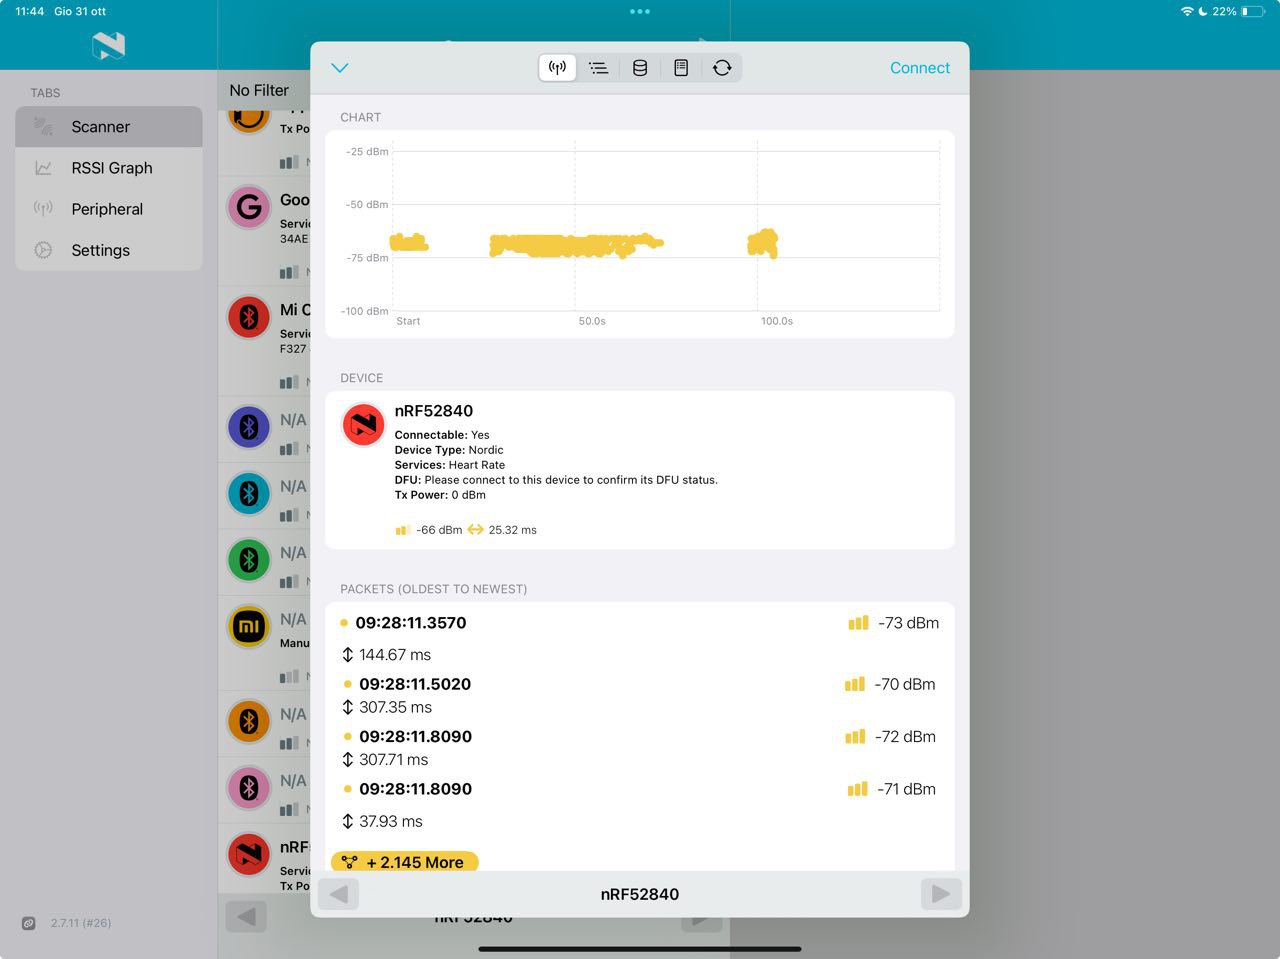 11:44 Gio 31 ott
22%
TABS
Scanner
RSSI Graph
Peripheral
Settings
2.7.11 (#26)
No Filter
Tx Po
Goo
Servi
34AE
Mi C
Servi
F327
N/A
N/A
N/A
N/A
Manu
N/A
N/A
nRF
Servi
Tx Po
Connect
CHART
-25 dBm
-50 dBm
-75 dBm
-100 dBm
Start
50.0s
100.0s
DEVICE
nRF52840
Connectable: Yes
Device Type: Nordic
Services: Heart Rate
DFU: Please connect to this device to confirm its DFU status.
Tx Power: 0 dBm
-66 dBm 25.32 ms
PACKETS (OLDEST TO NEWEST)
09:28:11.3570 -73 dBm
144.67 ms
09:28:11.5020 -70 dBm
307.35 ms
09:28:11.8090 -72 dBm
307.71 ms
09:28:11.8090 -71 dBm
37.93 ms
+ 2.145 More
nRF52840
nRF52840